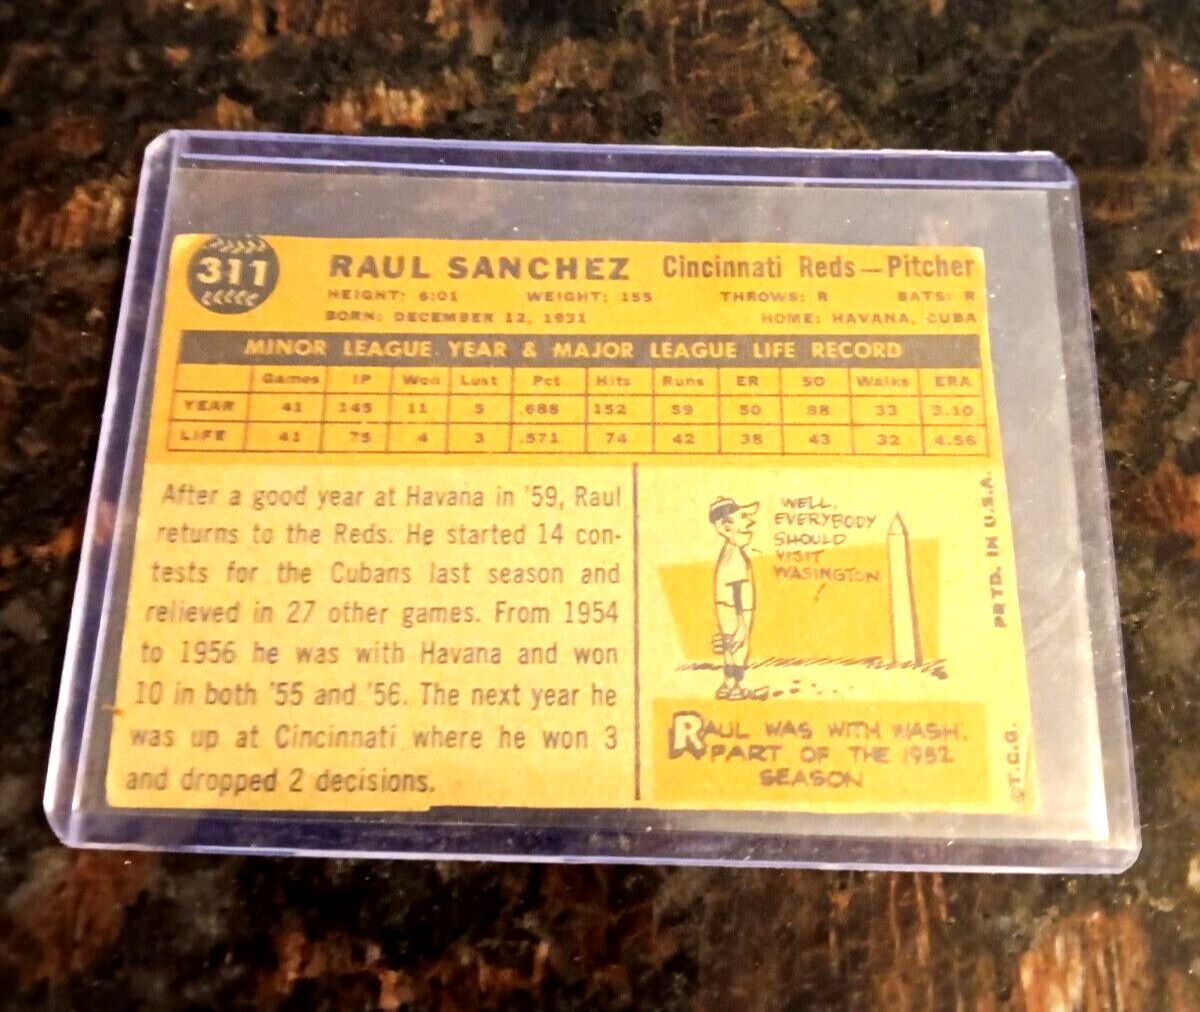 311
RAUL SANCHEZ Cincinnati Reds—Pitcher
HEIGHT: 6:01 WEIGHT: 155 THROWS: R BATS: R
BORN: DECEMBER 12, 1931 HOME: HAVANA, CUBA
MINOR LEAGUE YEAR & MAJOR LEAGUE LIFE RECORD
Games IP Won Lost Pct Hits Runs ER SO Walks ERA
YEAR 41 145 11 5 .688 152 59 50 88 33 3.10
LIFE 41 75 4 3 .571 74 42 38 43 32 4.56
After a good year at Havana in '59, Raul
returns to the Reds. He started 14 con-
tests for the Cubans last season and
relieved in 27 other games. From 1954
to 1956 he was with Havana and won
10 in both '55 and '56. The next year he
was up at Cincinnati where he won 3
and dropped 2 decisions.
WELL,
EVERYBODY
SHOULD
VISIT
WASINGTON
!
RAUL WAS WITH WASH.
PART OF THE 1952
SEASON
©T.C.G. PRTD. IN U.S.A.